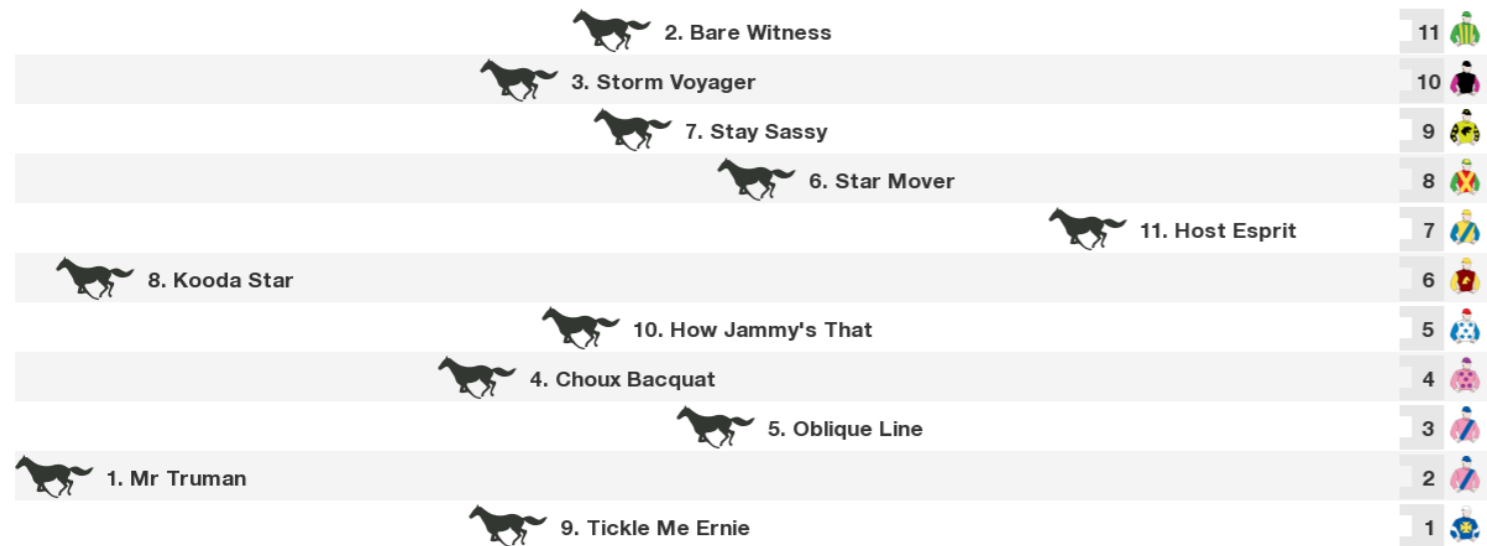 2. Bare Witness 11
3. Storm Voyager 10
7. Stay Sassy 9
6. Star Mover 8
11. Host Esprit 7
8. Kooda Star 6
10. How Jammy's That 5
4. Choux Bacquat 4
5. Oblique Line 3
1. Mr Truman 2
9. Tickle Me Ernie 1